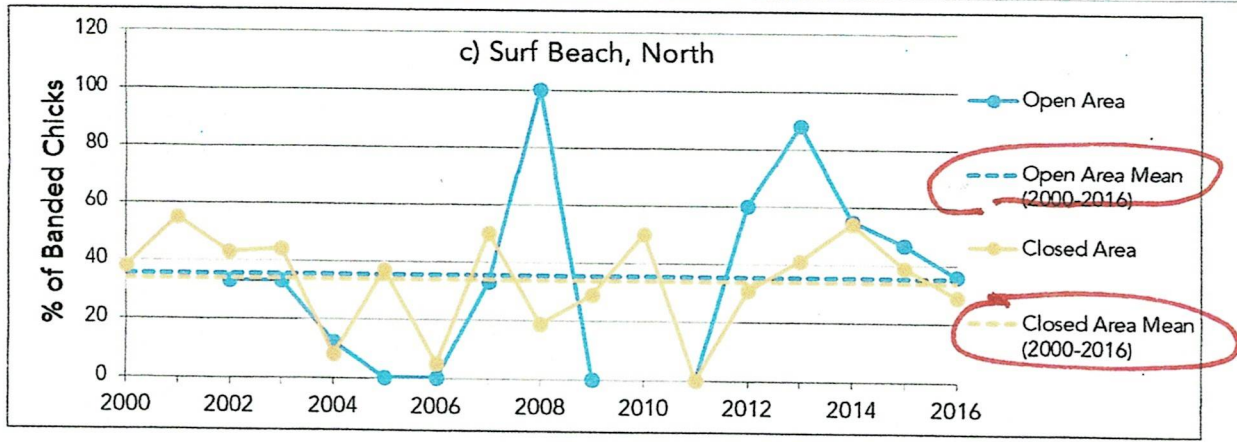 120
c) Surf Beach, North
100
80
60
40
20
0
% of Banded Chicks
2000 2002 2004 2006 2008 2010 2012 2014 2016
Open Area
Open Area Mean
(2000-2016)
Closed Area
Closed Area Mean
(2000-2016)